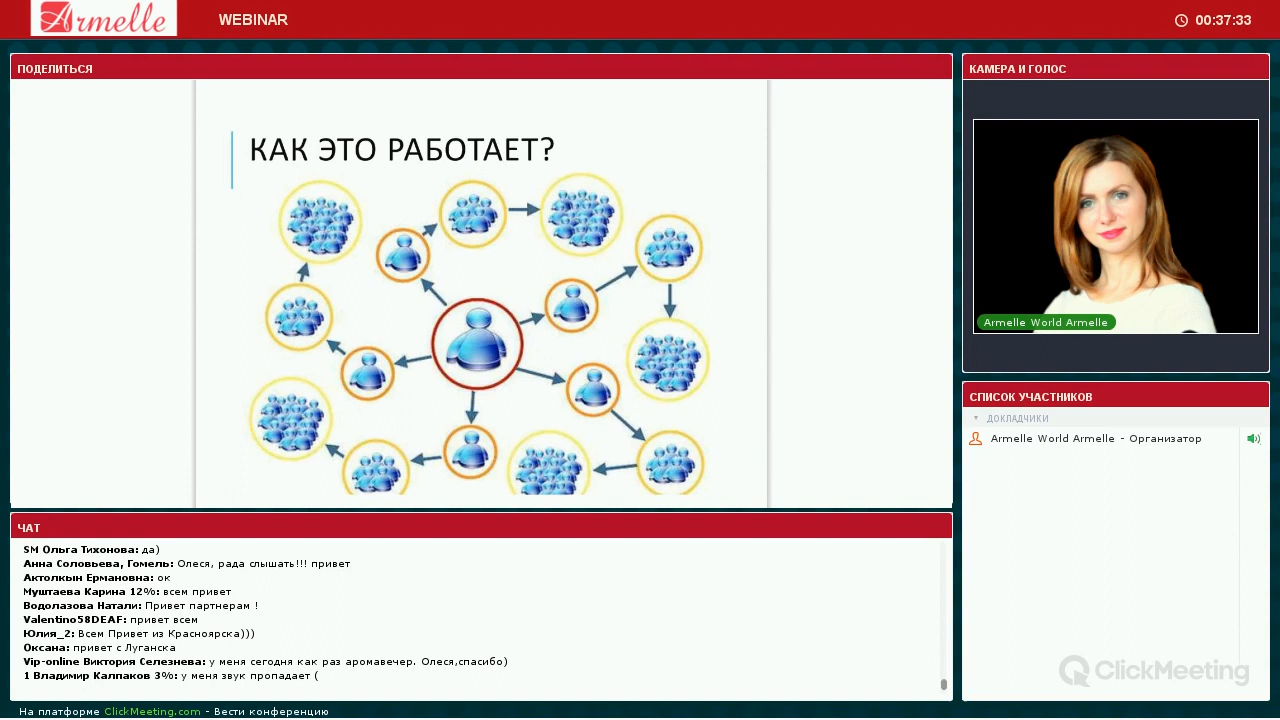 Armelle
WEBINAR
00:37:33
ПОДЕЛИТЬСЯ
КАК ЭТО РАБОТАЕТ?
КАМЕРА И ГОЛОС
Armelle World Armelle
СПИСОК УЧАСТНИКОВ
ДОКЛАДЧИКИ
Armelle World Armelle - Организатор
ClickMeeting
ЧАТ
SM Ольга Тихонова: да)
Анна Соловьева, Гомель: Олеся, рада слышать!!! привет
Актолкын Ермановна: ок
Муштаева Карина 12%: всем привет
Водолазова Натали: Привет партнерам !
Valentino58DEAF: привет всем
Юлия_2: Всем Привет из Красноярска)))
Оксана: привет с Луганска
Vip-online Виктория Селезнева: у меня сегодня как раз аромавечер. Олеся,спасибо)
1 Владимир Калпаков 3%: у меня звук пропадает (
На платформе ClickMeeting.com - Вести конференцию